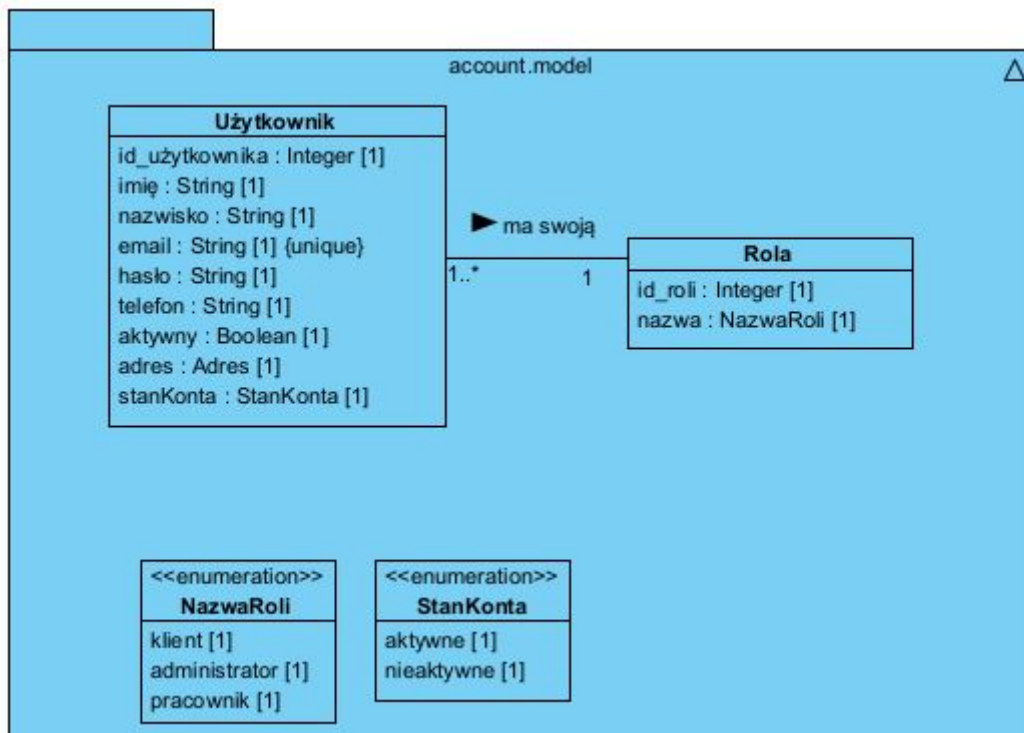 account.model
Użytkownik
id_użytkownika : Integer [1]
imię : String [1]
nazwisko : String [1]
email : String [1] {unique}
hasło : String [1]
telefon : String [1]
aktywny : Boolean [1]
adres : Adres [1]
stanKonta : StanKonta [1]
ma swoją
1..*
1
Rola
id_roli : Integer [1]
nazwa : NazwaRoli [1]
<<enumeration>>
NazwaRoli
klient [1]
administrator [1]
pracownik [1]
<<enumeration>>
StanKonta
aktywne [1]
nieaktywne [1]